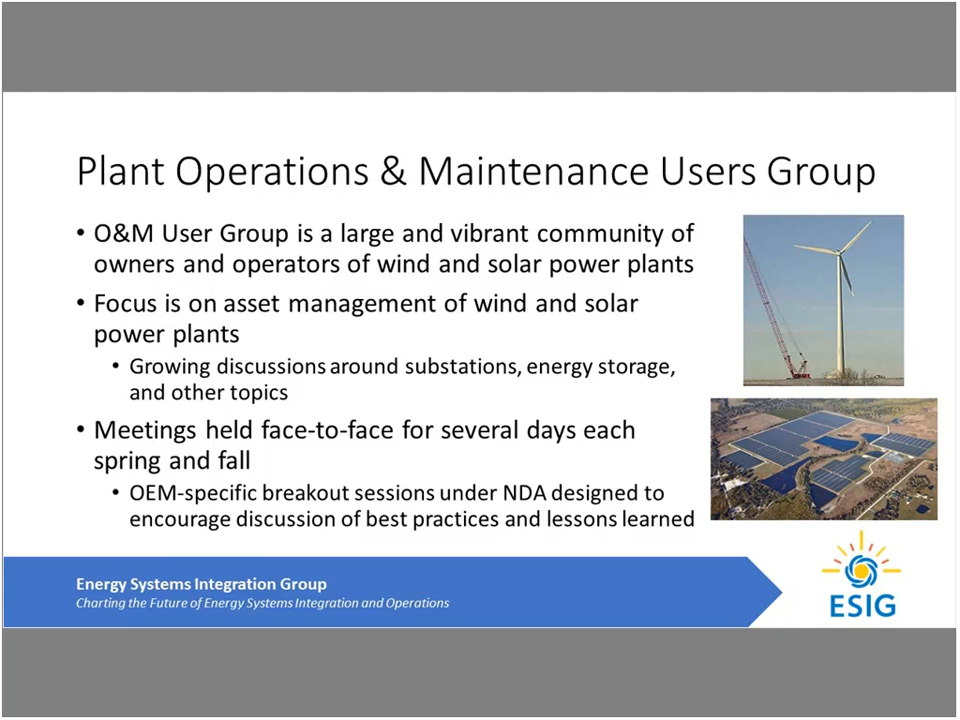 Plant Operations & Maintenance Users Group
• O&M User Group is a large and vibrant community of
owners and operators of wind and solar power plants
• Focus is on asset management of wind and solar
power plants
• Growing discussions around substations, energy storage,
and other topics
• Meetings held face-to-face for several days each
spring and fall
• OEM-specific breakout sessions under NDA designed to
encourage discussion of best practices and lessons learned
Energy Systems Integration Group
Charting the Future of Energy Systems Integration and Operations
ESIG